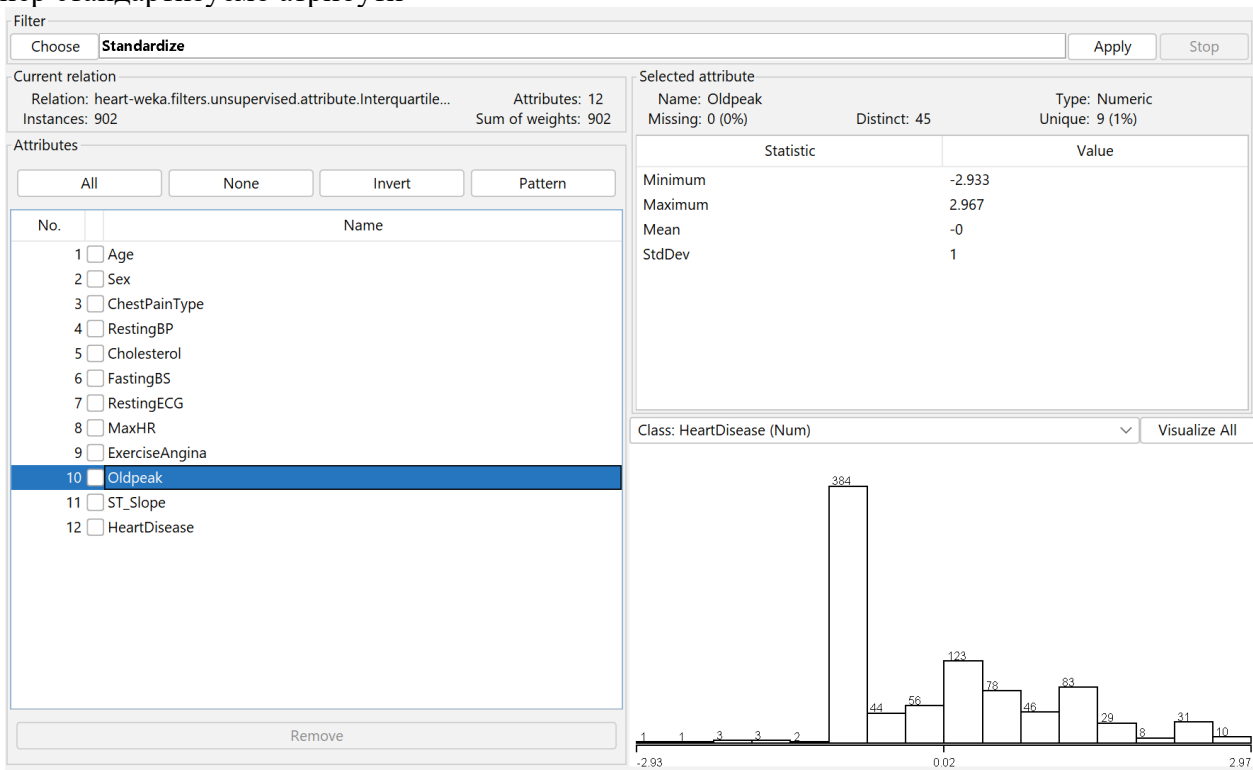 Filter
Choose Standardize Apply Stop
Current relation
Relation: heart-weka.filters.unsupervised.attribute.Interquartile... Attributes: 12
Instances: 902 Sum of weights: 902
Attributes
All None Invert Pattern
No. Name
1 Age
2 Sex
3 ChestPainType
4 RestingBP
5 Cholesterol
6 FastingBS
7 RestingECG
8 MaxHR
9 ExerciseAngina
10 Oldpeak
11 ST_Slope
12 HeartDisease
Remove
Selected attribute
Name: Oldpeak Type: Numeric
Missing: 0 (0%) Distinct: 45 Unique: 9 (1%)
Statistic Value
Minimum -2.933
Maximum 2.967
Mean -0
StdDev 1
Class: HeartDisease (Num) Visualize All
1 1 3 3 2 384 44 56 123 78 46 83 29 8 31 10
-2.93 0.02 2.97